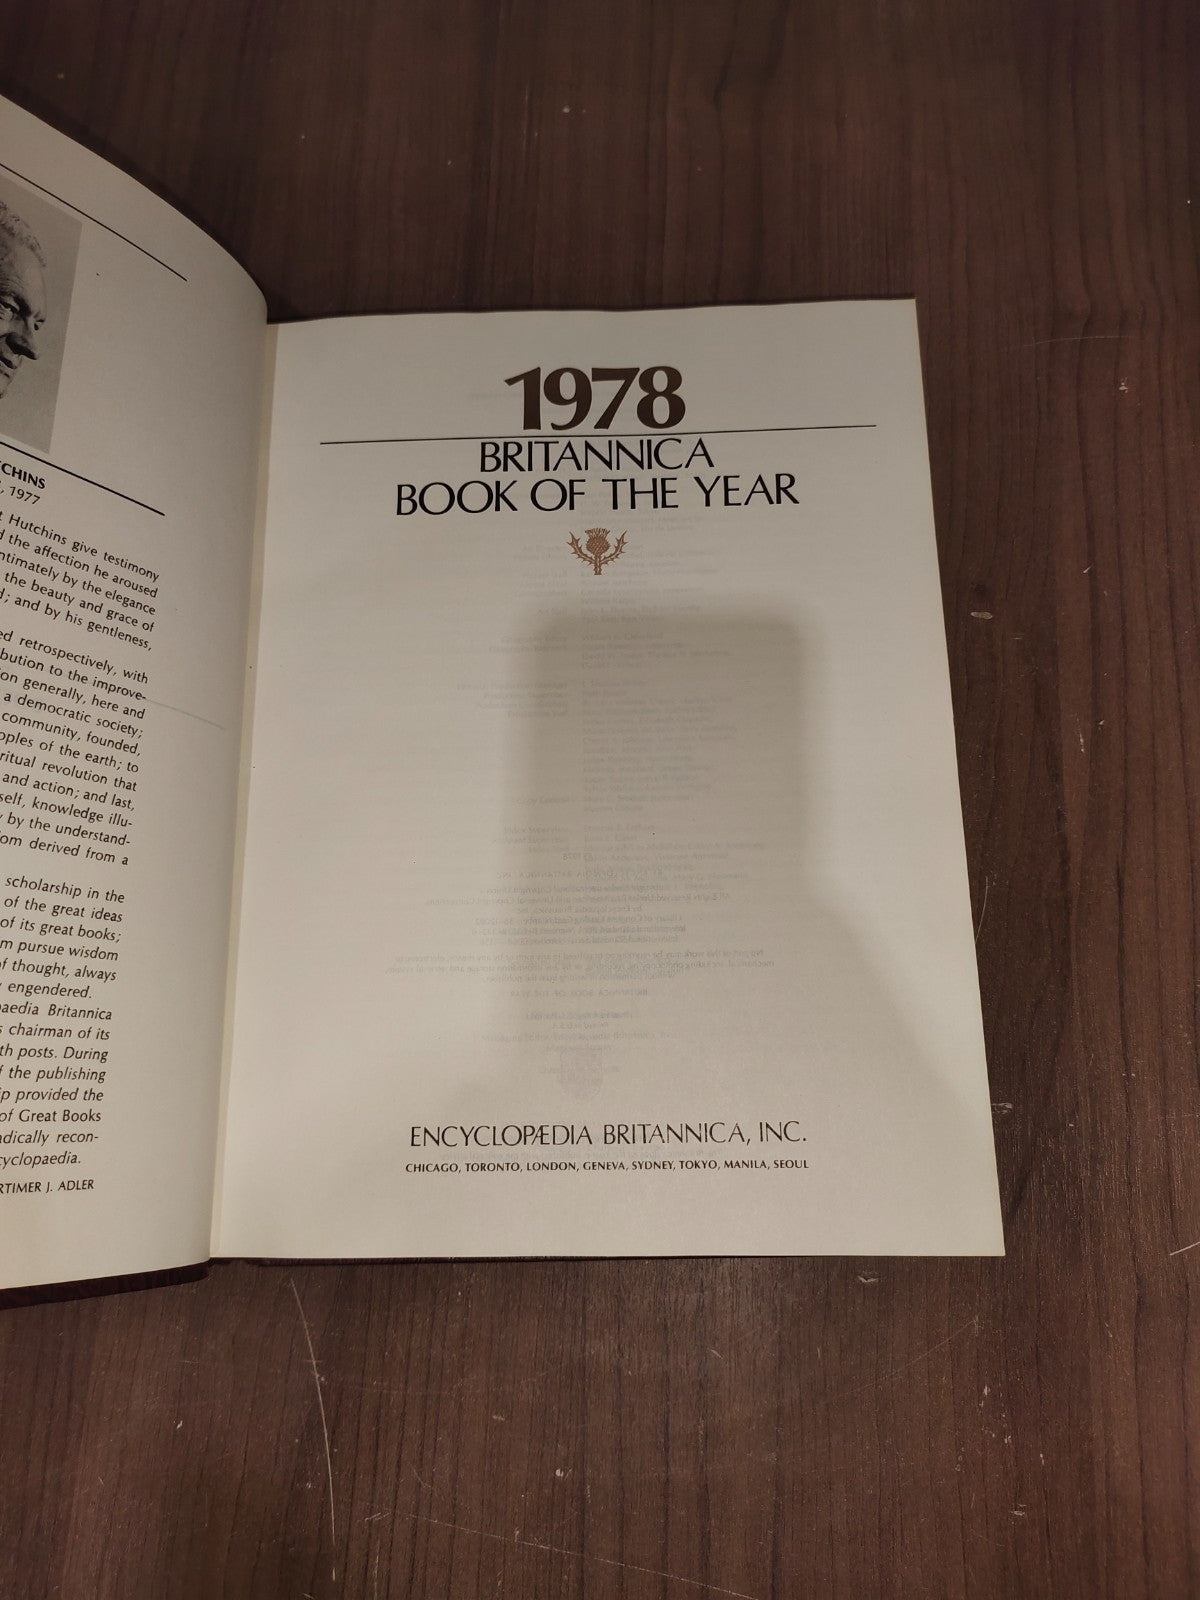 TCHINS
, 1977
t Hutchins give testimony
d the affection he aroused
ntimately by the elegance
the beauty and grace of
; and by his gentleness,
ed retrospectively, with
bution to the improve-
on generally, here and
a democratic society;
community, founded,
oples of the earth; to
ritual revolution that
and action; and last,
self, knowledge illu-
by the understand-
om derived from a
scholarship in the
of the great ideas
of its great books;
m pursue wisdom
of thought, always
engendered.
aedia Britannica
s chairman of its
th posts. During
f the publishing
ip provided the
of Great Books
adically recon-
cyclopaedia.
RTIMER J. ADLER
1978
BRITANNICA
BOOK OF THE YEAR
ENCYCLOPÆDIA BRITANNICA, INC.
CHICAGO, TORONTO, LONDON, GENEVA, SYDNEY, TOKYO, MANILA, SEOUL